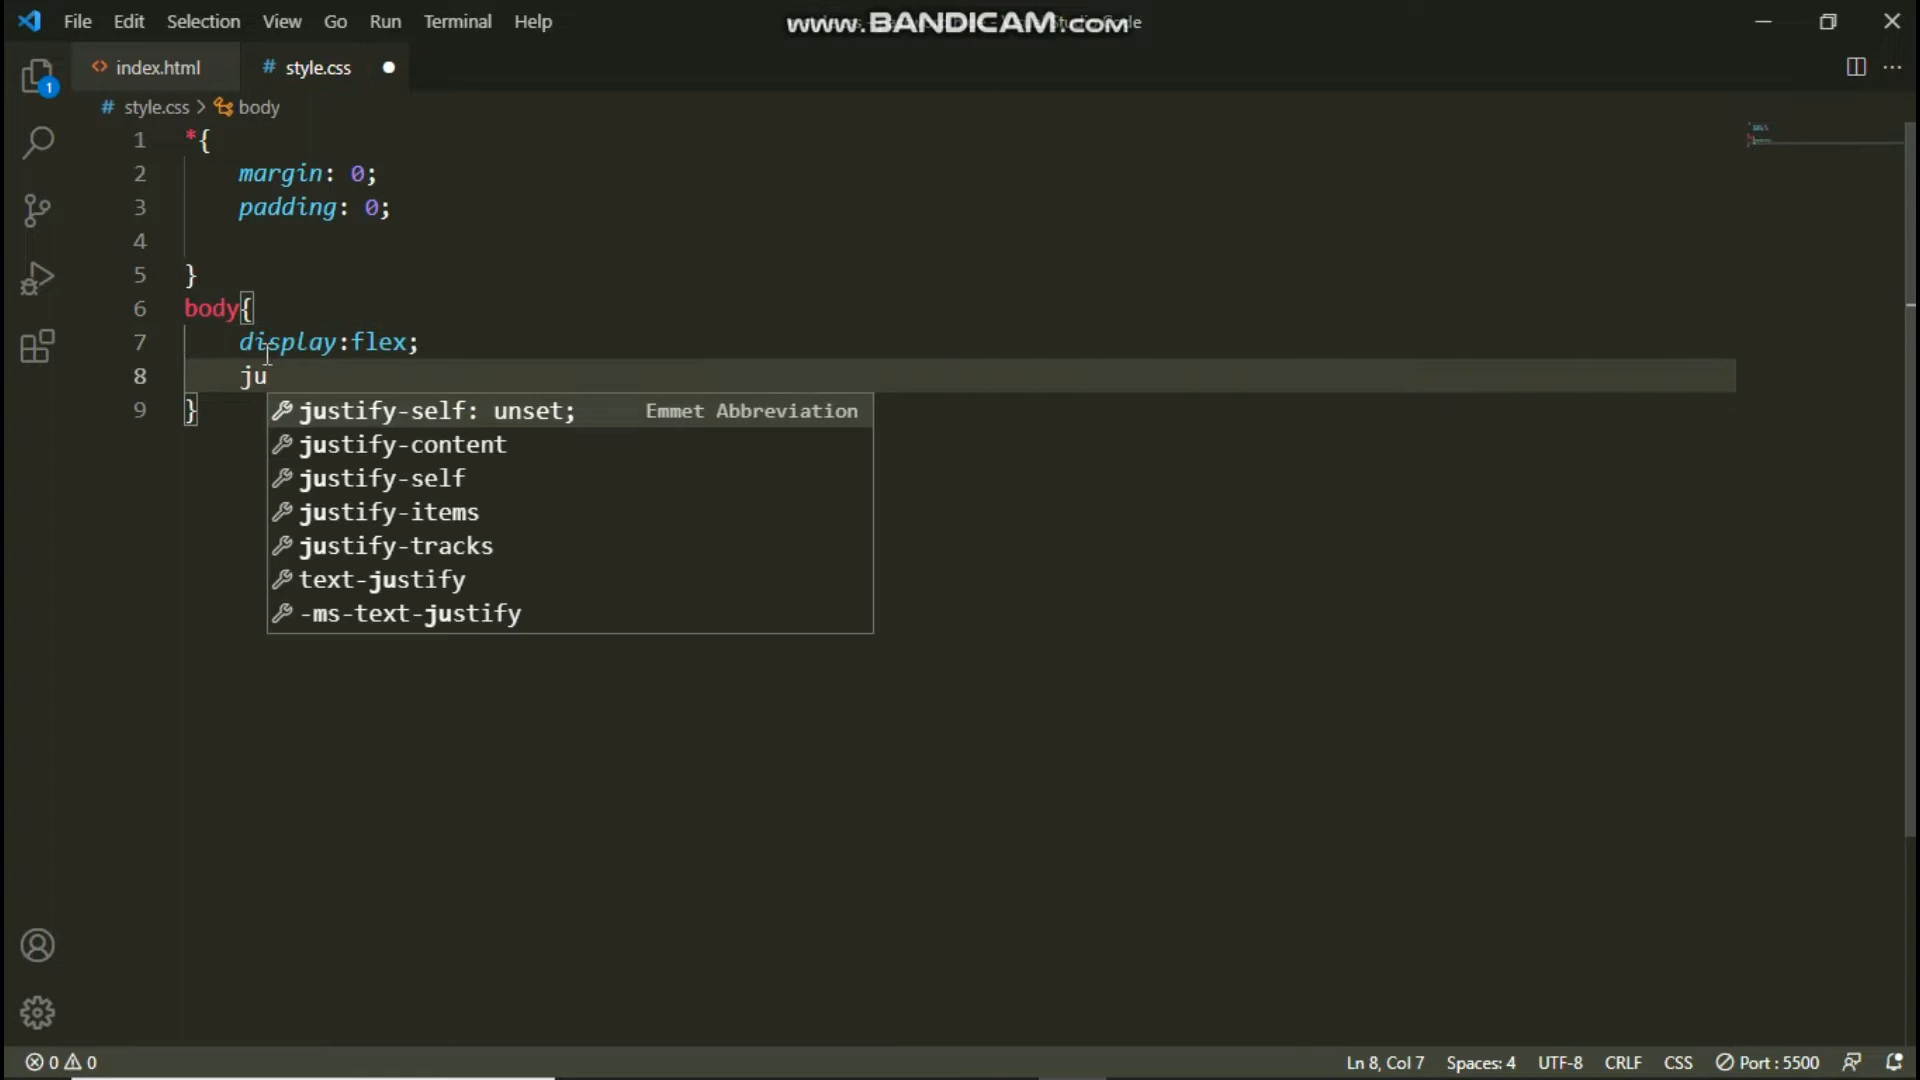 File Edit Selection View Go Run Terminal Help
www.BANDICAM.com
index.html
# style.css
# style.css > body
1 *{
2 margin: 0;
3 padding: 0;
4
5 }
6 body{
7 display:flex;
8 ju
9 }
justify-self: unset; Emmet Abbreviation
justify-content
justify-self
justify-items
justify-tracks
text-justify
-ms-text-justify
1
0 0
Ln 8, Col 7 Spaces: 4 UTF-8 CRLF CSS Port : 5500